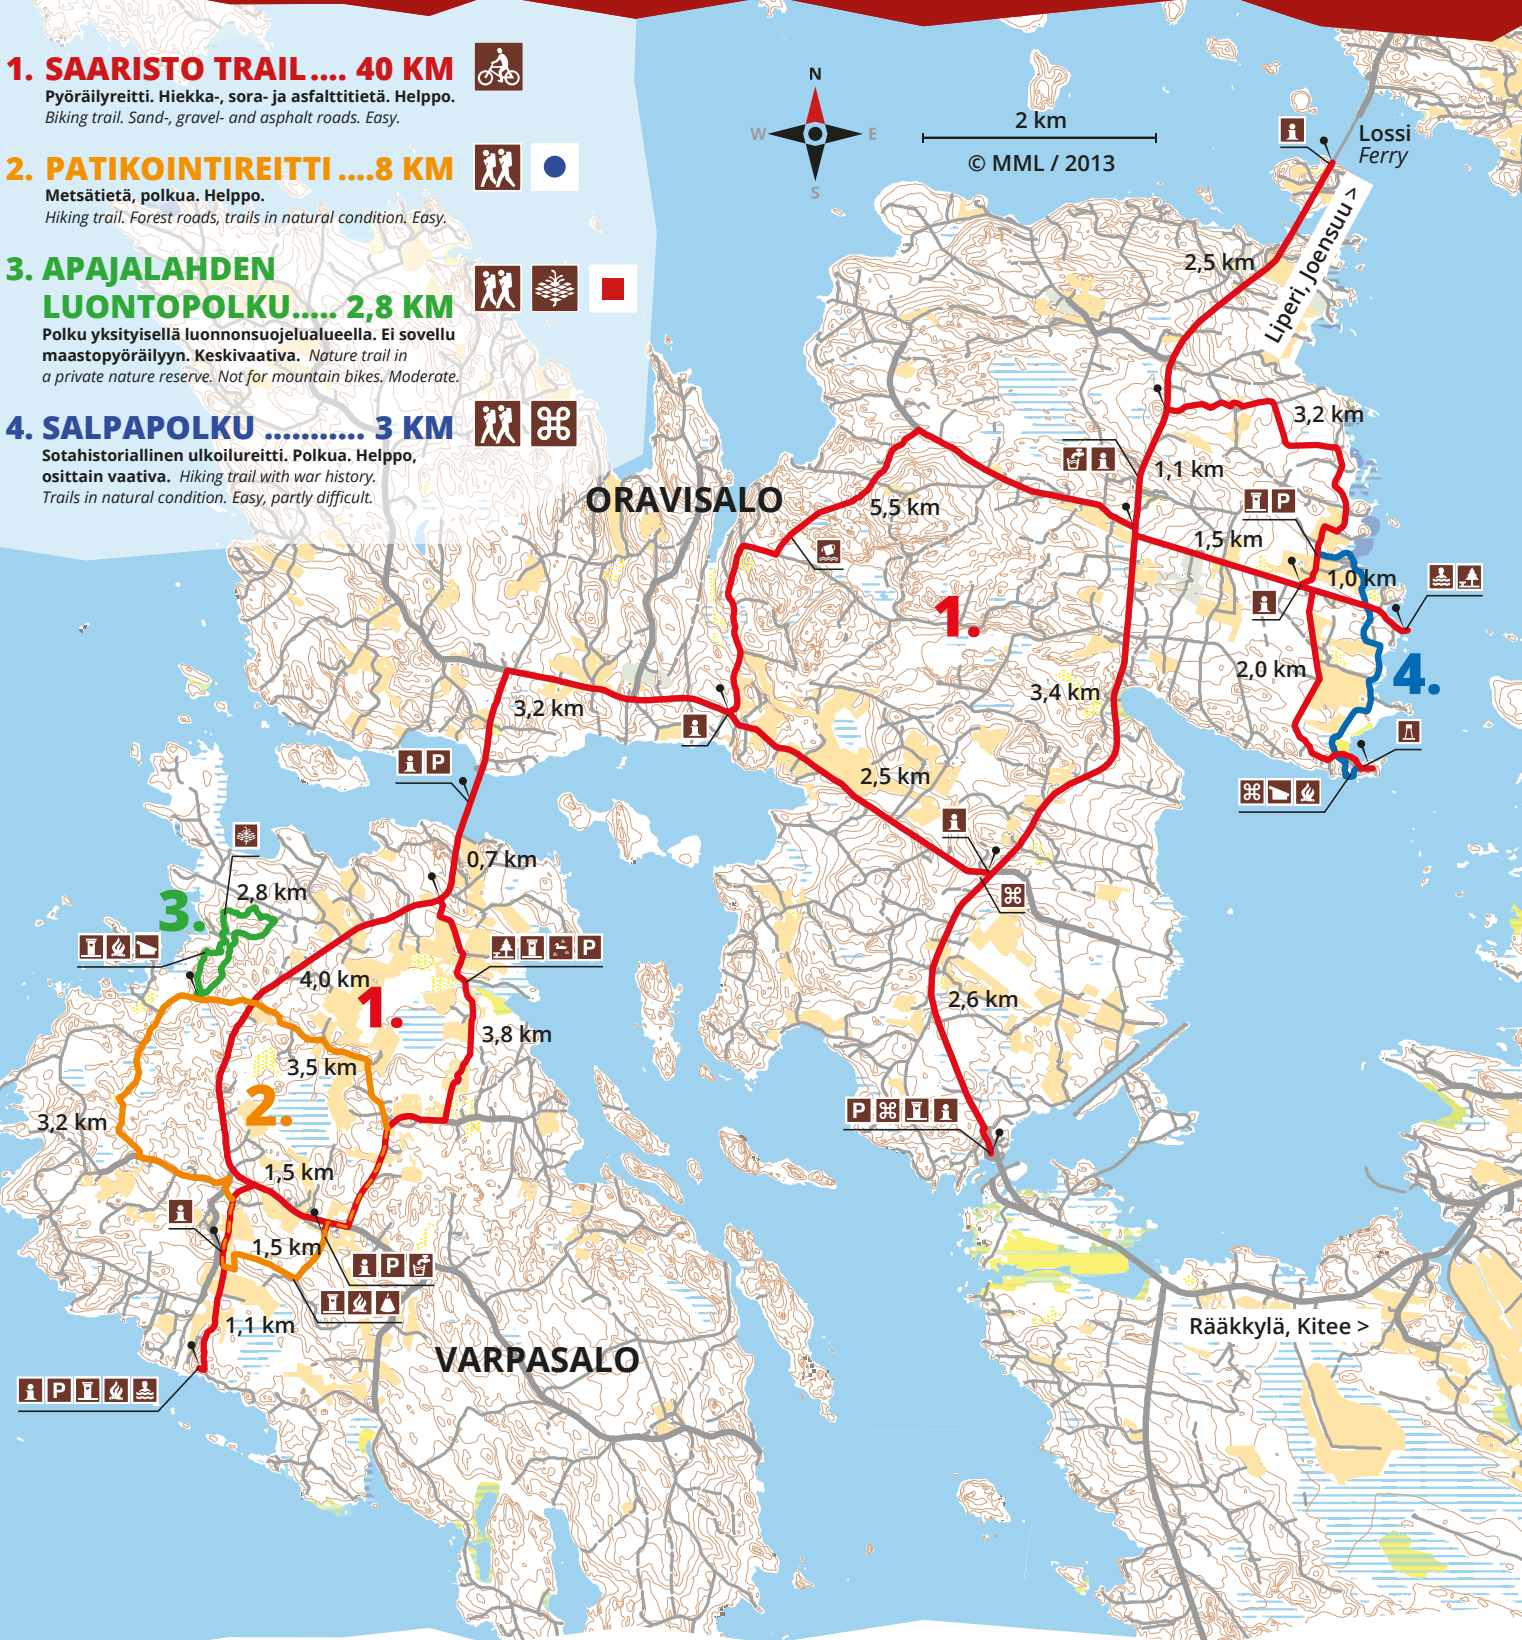 1. SAARISTO TRAIL.... 40 KM
Pyöräilyreitti. Hiekka-, sora- ja asfalttitietä. Helppo.
Biking trail. Sand-, gravel- and asphalt roads. Easy.
2. PATIKOINTIREITTI ....8 KM
Metsätietä, polkua. Helppo.
Hiking trail. Forest roads, trails in natural condition. Easy.
3. APAJALAHDEN
LUONTOPOLKU..... 2,8 KM
Polku yksityisellä luonnonsuojelualueella. Ei sovellu
maastopyöräilyyn. Keskivaativa. Nature trail in
a private nature reserve. Not for mountain bikes. Moderate.
4. SALPAPOLKU ........... 3 KM
Sotahistoriallinen ulkoilureitti. Polkua. Helppo,
osittain vaativa. Hiking trail with war history.
Trails in natural condition. Easy, partly difficult.
N
W
E
S
2 km
© MML / 2013
Lossi
Ferry
Liperi, Joensuu >
2,5 km
3,2 km
1,1 km
P
ORAVISALO
5,5 km
1,5 km
1,0 km
1.
2,0 km
4.
3,4 km
3,2 km
P
2,5 km
0,7 km
2,8 km
3.
P
4,0 km
1.
2,6 km
3,8 km
3,5 km
2.
3,2 km
P
1,5 km
1,5 km
P
1,1 km
VARPASALO
P
Rääkkylä, Kitee >